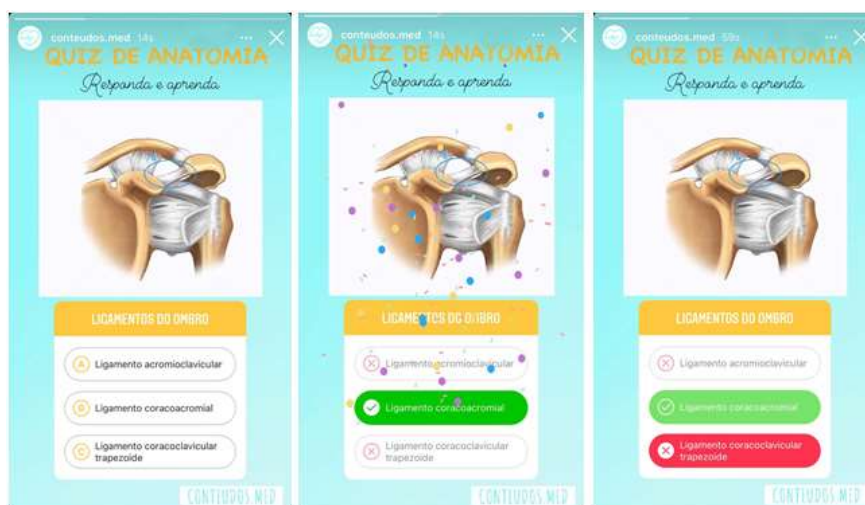 conteudos.med 14s
QUIZ DE ANATOMIA
Responda e aprenda
LIGAMENTOS DO OMBRO
A Ligamento acromioclavicular
B Ligamento coracoacromial
C Ligamento coracoclavicular
trapezoide
CONTEUDOS.MED
conteudos.med 14s
QUIZ DE ANATOMIA
Responda e aprenda
LIGAMENTOS DO OMBRO
Ligamento acromioclavicular
Ligamento coracoacromial
Ligamento coracoclavicular
trapezoide
CONTEUDOS.MED
conteudos.med 59s
QUIZ DE ANATOMIA
Responda e aprenda
LIGAMENTOS DO OMBRO
Ligamento acromioclavicular
Ligamento coracoacromial
Ligamento coracoclavicular
trapezoide
CONTEUDOS.MED